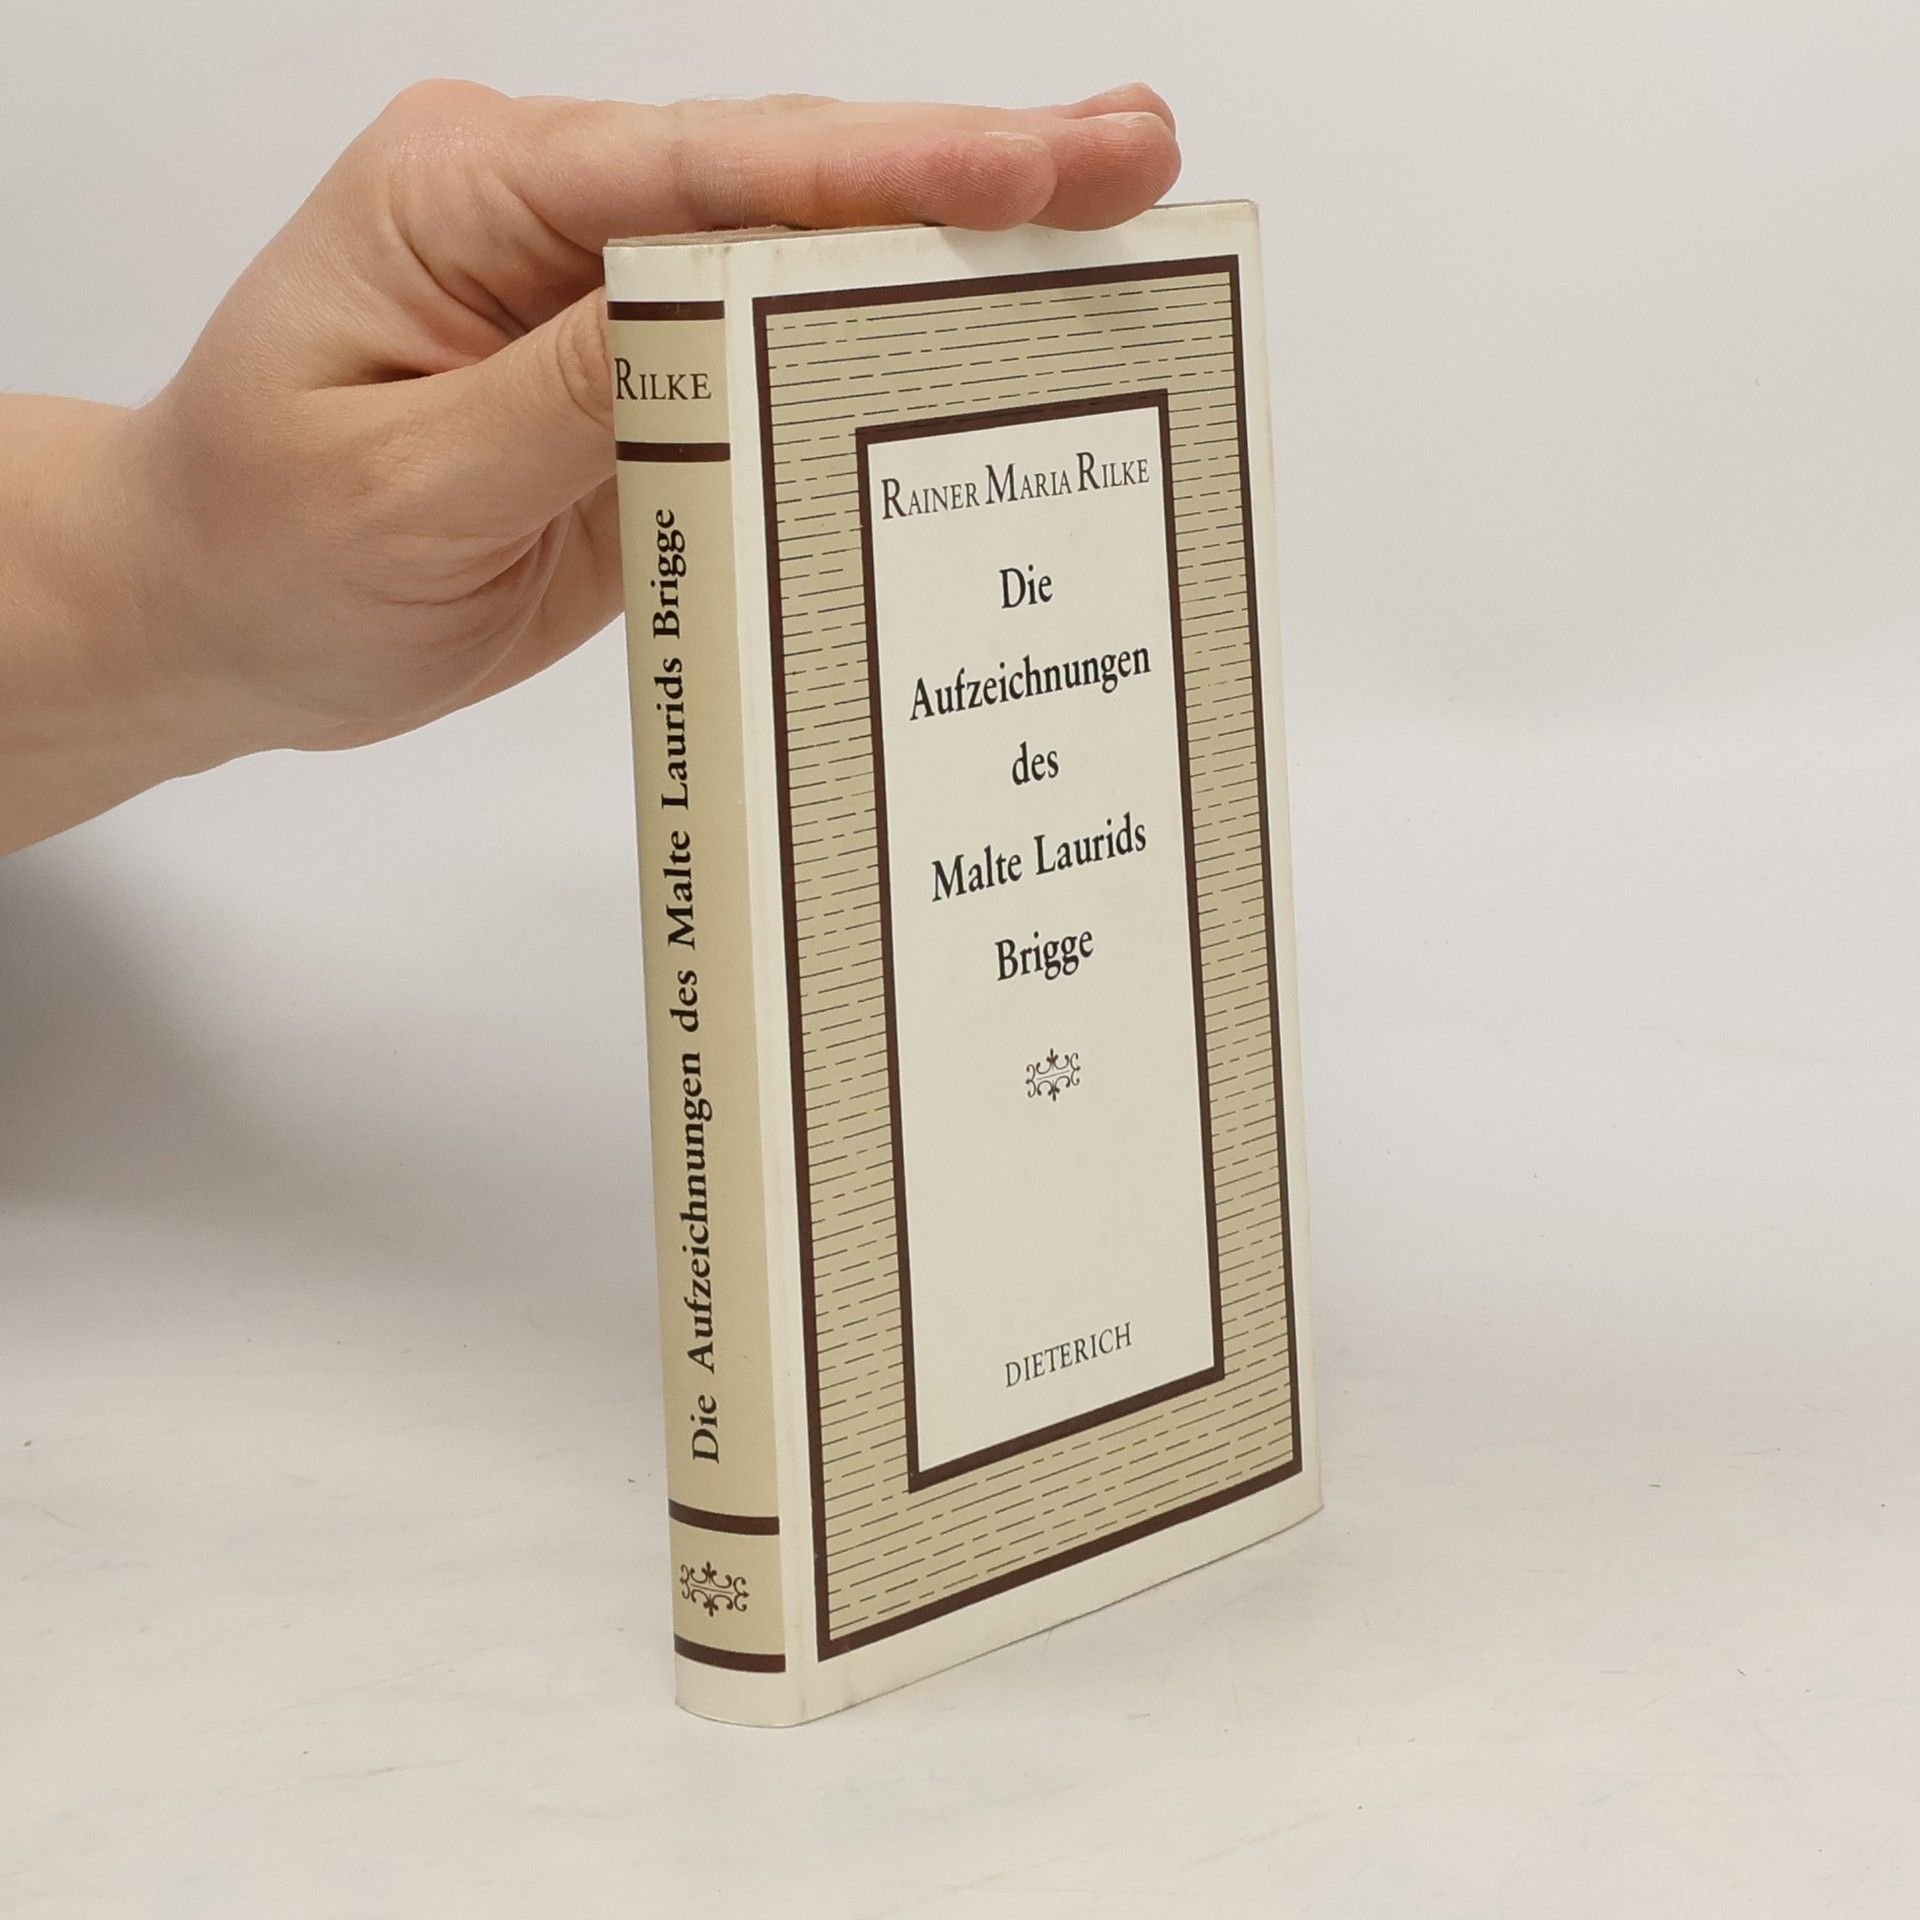 RILKE
Die Aufzeichnungen des Malte Laurids Brigge
RAINER MARIA RILKE
Die
Aufzeichnungen
des
Malte Laurids
Brigge
DIETERICH